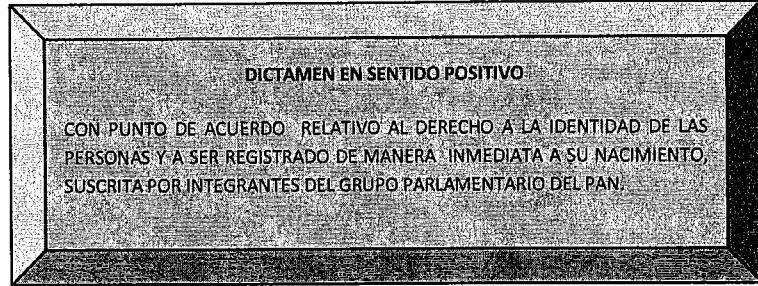 DICTAMEN EN SENTIDO POSITIVO
CON PUNTO DE ACUERDO RELATIVO AL DERECHO A LA IDENTIDAD DE LAS
PERSONAS Y A SER REGISTRADO DE MANERA INMEDIATA A SU NACIMIENTO,
SUSCRITA POR INTEGRANTES DEL GRUPO PARLAMENTARIO DEL PAN.